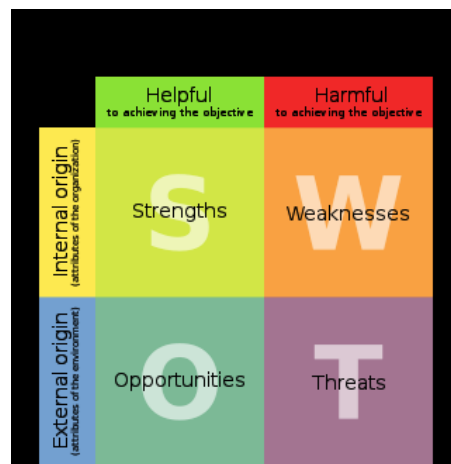 Helpful
to achieving the objective
Harmful
to achieving the objective
Internal origin
(attributes of the organization)
S
Strengths
W
Weaknesses
External origin
(attributes of the environment)
O
Opportunities
T
Threats